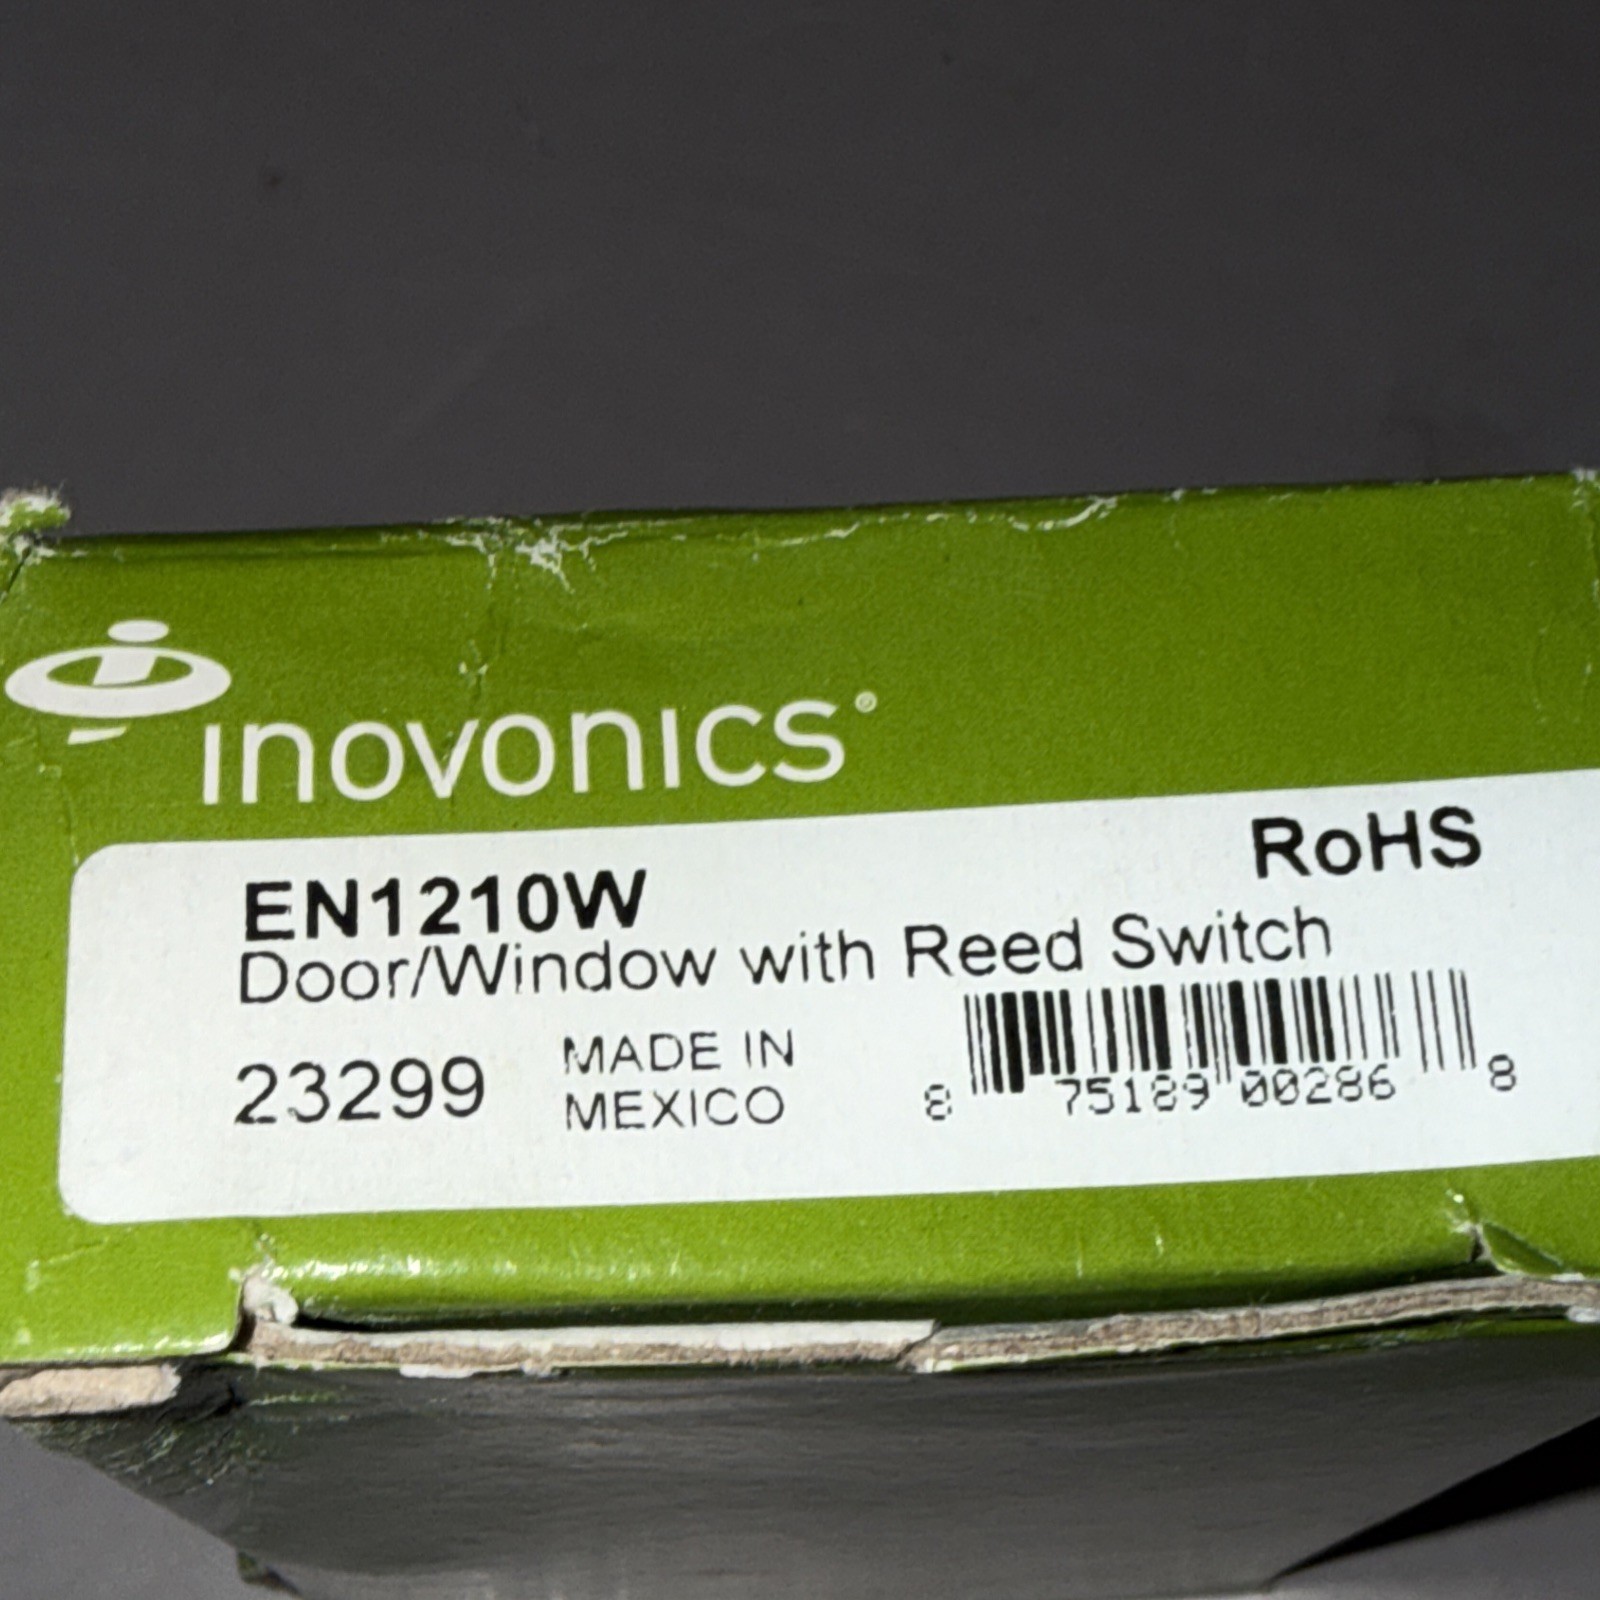 inovonics®
RoHS
EN1210W
Door/Window with Reed Switch
23299
MADE IN
MEXICO
8 75189 00286 8